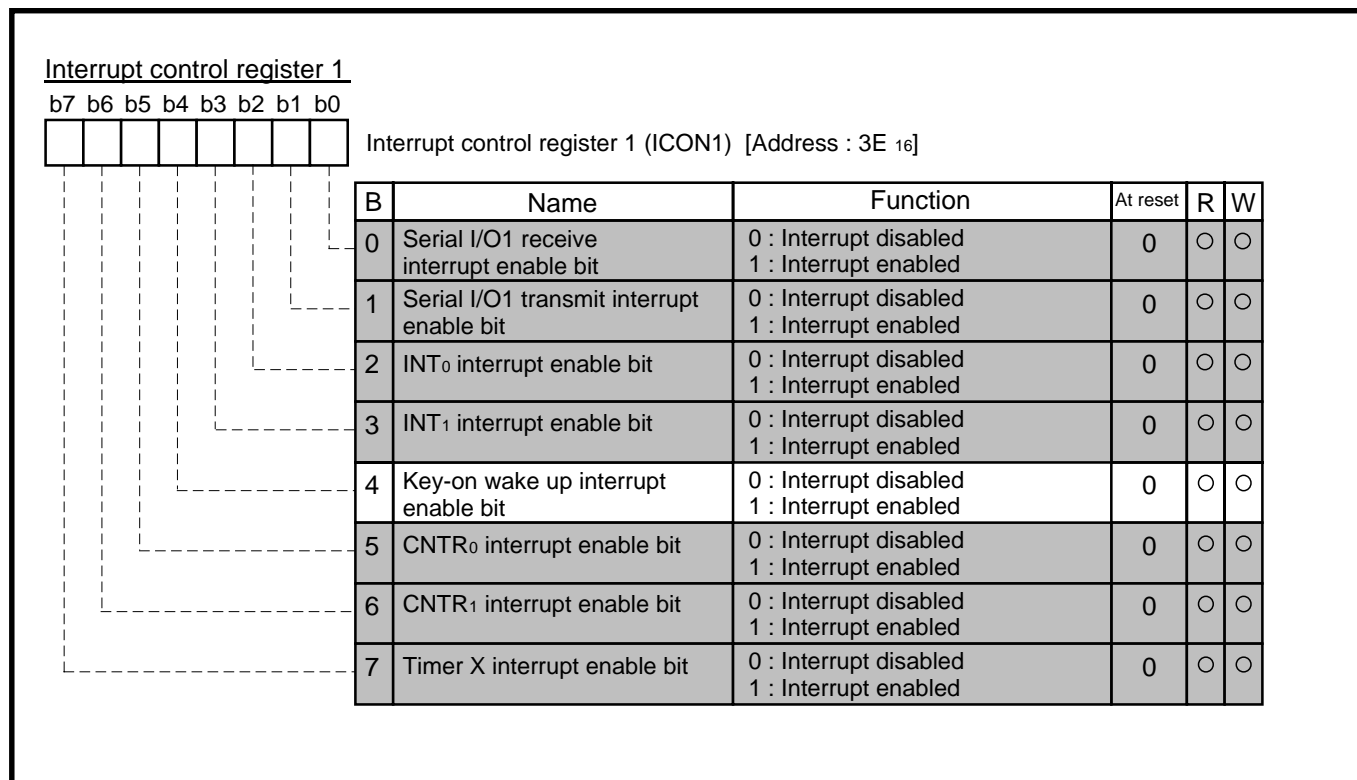 Interrupt control register 1
b7 b6 b5 b4 b3 b2 b1 b0
Interrupt control register 1 (ICON1) [Address : 3E 16]
B Name Function At reset R W
0 Serial I/O1 receive interrupt enable bit 0 : Interrupt disabled
1 : Interrupt enabled 0 ○ ○
1 Serial I/O1 transmit interrupt enable bit 0 : Interrupt disabled
1 : Interrupt enabled 0 ○ ○
2 INT0 interrupt enable bit 0 : Interrupt disabled
1 : Interrupt enabled 0 ○ ○
3 INT1 interrupt enable bit 0 : Interrupt disabled
1 : Interrupt enabled 0 ○ ○
4 Key-on wake up interrupt enable bit 0 : Interrupt disabled
1 : Interrupt enabled 0 ○ ○
5 CNTR0 interrupt enable bit 0 : Interrupt disabled
1 : Interrupt enabled 0 ○ ○
6 CNTR1 interrupt enable bit 0 : Interrupt disabled
1 : Interrupt enabled 0 ○ ○
7 Timer X interrupt enable bit 0 : Interrupt disabled
1 : Interrupt enabled 0 ○ ○